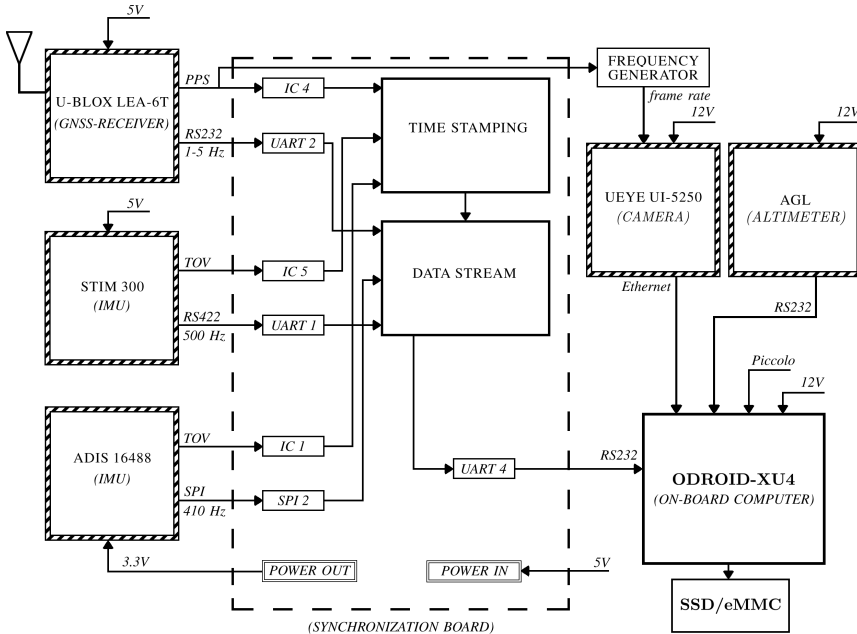 5V
U-BLOX LEA-6T
(GNSS-RECEIVER)
PPS
RS232
1-5 Hz
IC 4
UART 2
TIME STAMPING
FREQUENCY
GENERATOR
frame rate
12V
UEYE UI-5250
(CAMERA)
Ethernet
12V
AGL
(ALTIMETER)
RS232
5V
STIM 300
(IMU)
TOV
RS422
500 Hz
IC 5
UART 1
DATA STREAM
ADIS 16488
(IMU)
TOV
SPI
410 Hz
3.3V
IC 1
SPI 2
POWER OUT
UART 4
POWER IN
5V
RS232
Piccolo
12V
ODROID-XU4
(ON-BOARD COMPUTER)
SSD/eMMC
(SYNCHRONIZATION BOARD)